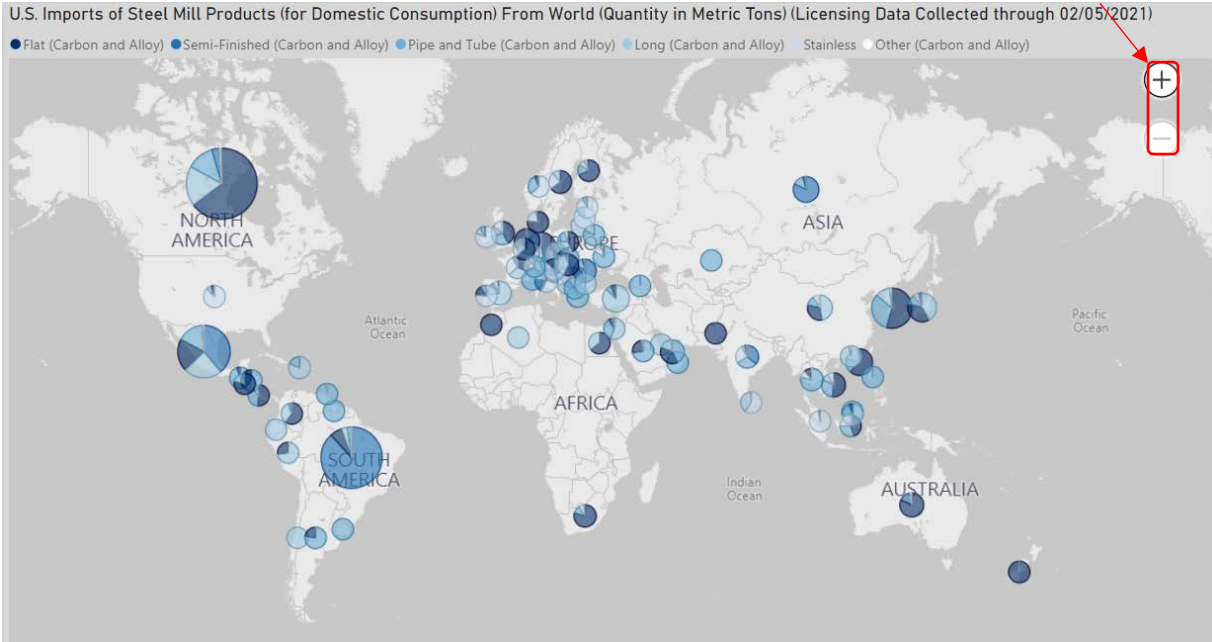 U.S. Imports of Steel Mill Products (for Domestic Consumption) From World (Quantity in Metric Tons) (Licensing Data Collected through 02/05/2021)
Flat (Carbon and Alloy) Semi-Finished (Carbon and Alloy) Pipe and Tube (Carbon and Alloy) Long (Carbon and Alloy) Stainless Other (Carbon and Alloy)
NORTH
AMERICA
EUROPE
ASIA
Atlantic
Ocean
Pacific
Ocean
AFRICA
SOUTH
AMERICA
Indian
Ocean
AUSTRALIA